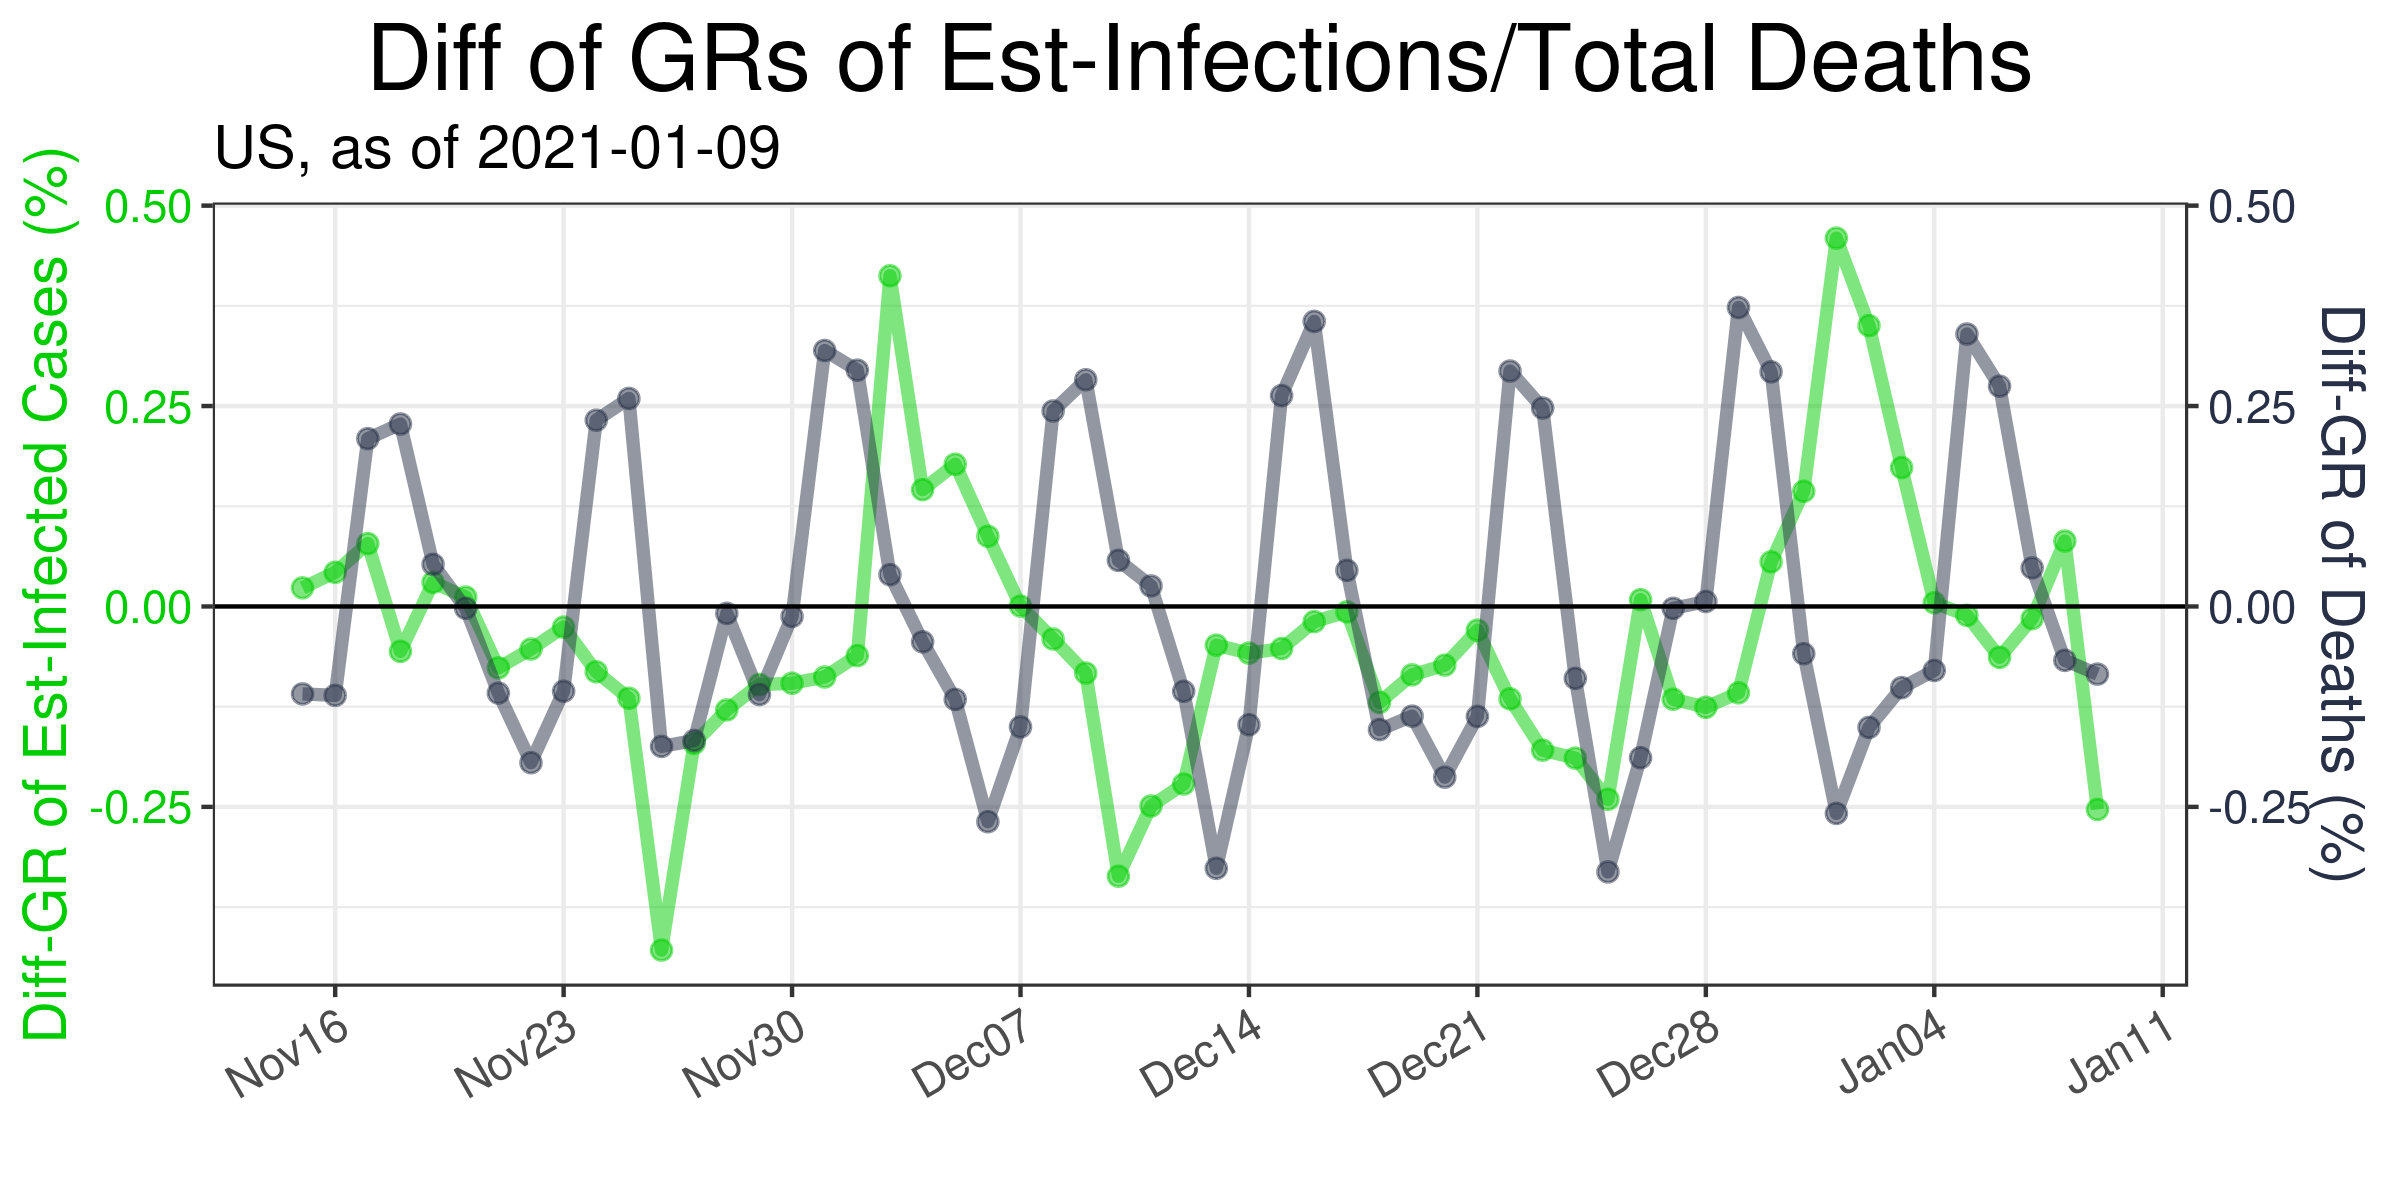 Diff of GRs of Est-Infections/Total Deaths
US, as of 2021-01-09
Diff-GR of Est-Infected Cases (%)
0.50
0.25
0.00
-0.25
0.50
0.25
0.00
-0.25
Diff-GR of Deaths (%)
Nov16
Nov23
Nov30
Dec07
Dec14
Dec21
Dec28
Jan04
Jan11